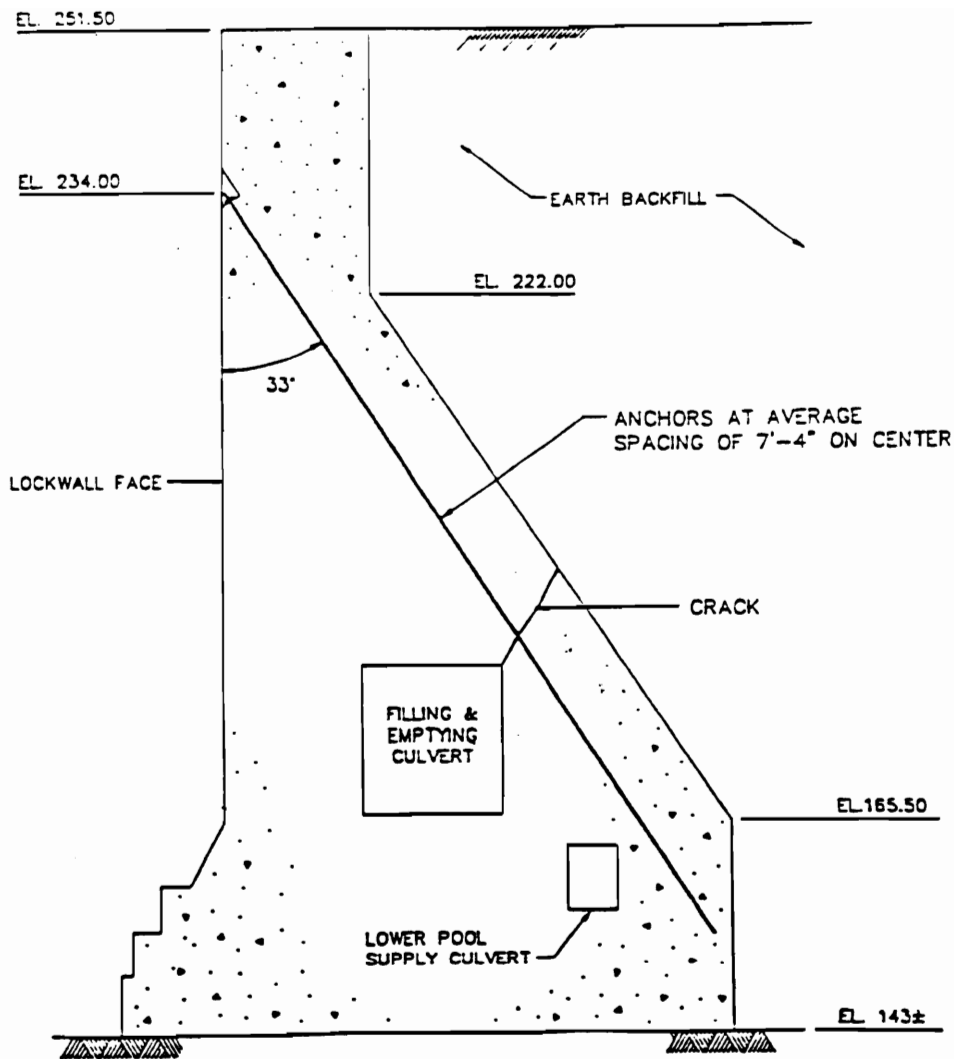 EL. 251.50
EL. 234.00
EARTH BACKFILL
EL. 222.00
33°
ANCHORS AT AVERAGE
SPACING OF 7'-4" ON CENTER
LOCKWALL FACE
CRACK
FILLING &
EMPTYING
CULVERT
EL.165.50
LOWER POOL
SUPPLY CULVERT
EL. 143±